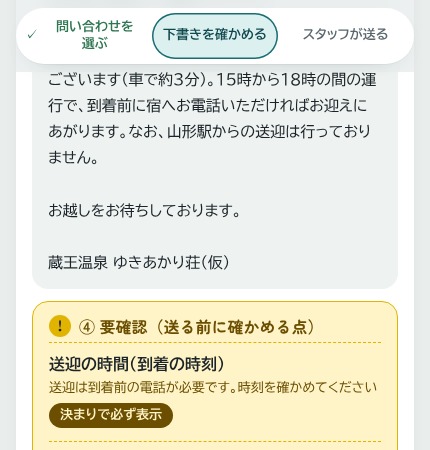 ✓ 問い合わせを
選ぶ
下書きを確かめる
スタッフが送る
ございます(車で約3分)。15時から18時の間の運
行で、到着前に宿へお電話いただければお迎えに
あがります。なお、山形駅からの送迎は行っており
ません。
お越しをお待ちしております。
蔵王温泉 ゆきあかり荘(仮)
! ④ 要確認（送る前に確かめる点）
送迎の時間(到着の時刻)
送迎は到着前の電話が必要です。時刻を確かめてください
決まりで必ず表示